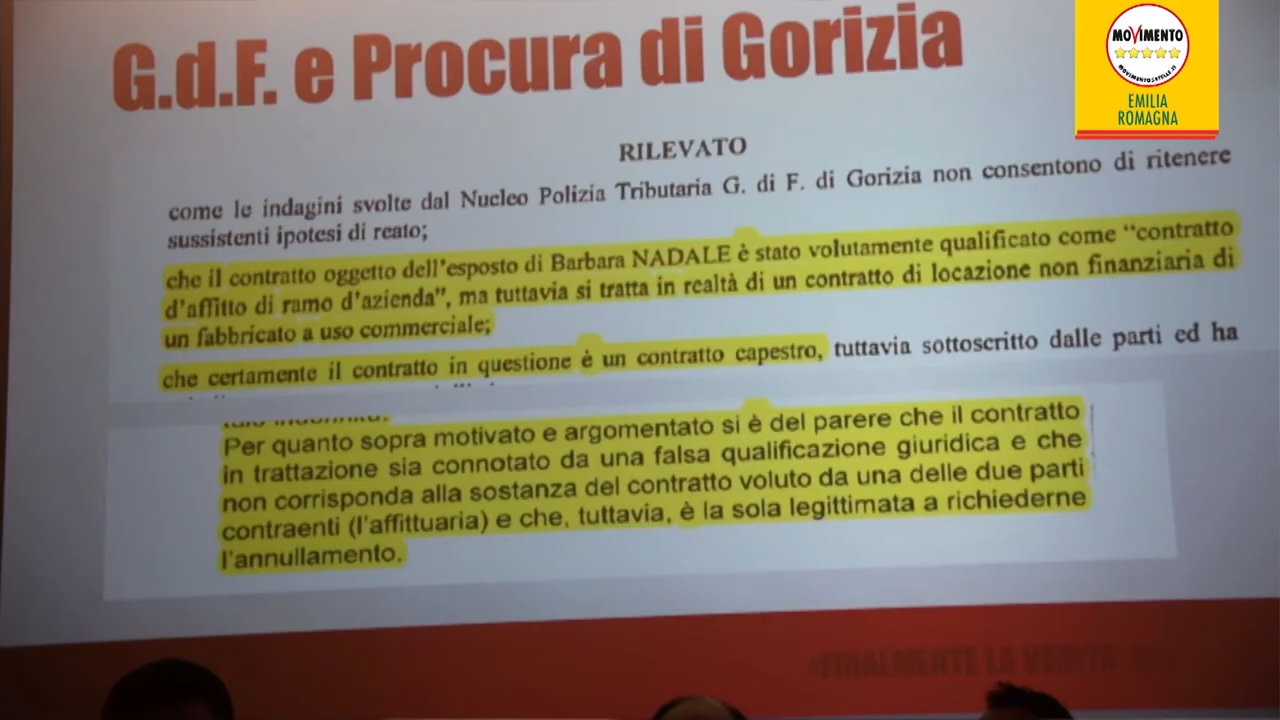 G.d.F. e Procura di Gorizia
MOVIMENTO
MOVIMENTO5STELLE.IT
EMILIA
ROMAGNA
RILEVATO
come le indagini svolte dal Nucleo Polizia Tributaria G. di F. di Gorizia non consentono di ritenere
sussistenti ipotesi di reato;
che il contratto oggetto dell'esposto di Barbara NADALE è stato volutamente qualificato come “contratto
d'affitto di ramo d'azienda”, ma tuttavia si tratta in realtà di un contratto di locazione non finanziaria di
un fabbricato a uso commerciale;
che certamente il contratto in questione è un contratto capestro, tuttavia sottoscritto dalle parti ed ha
Per quanto sopra motivato e argomentato si è del parere che il contratto
in trattazione sia connotato da una falsa qualificazione giuridica e che
non corrisponda alla sostanza del contratto voluto da una delle due parti
contraenti (l'affittuaria) e che, tuttavia, è la sola legittimata a richiederne
l'annullamento.
FINALMENTE LA VERITÀ